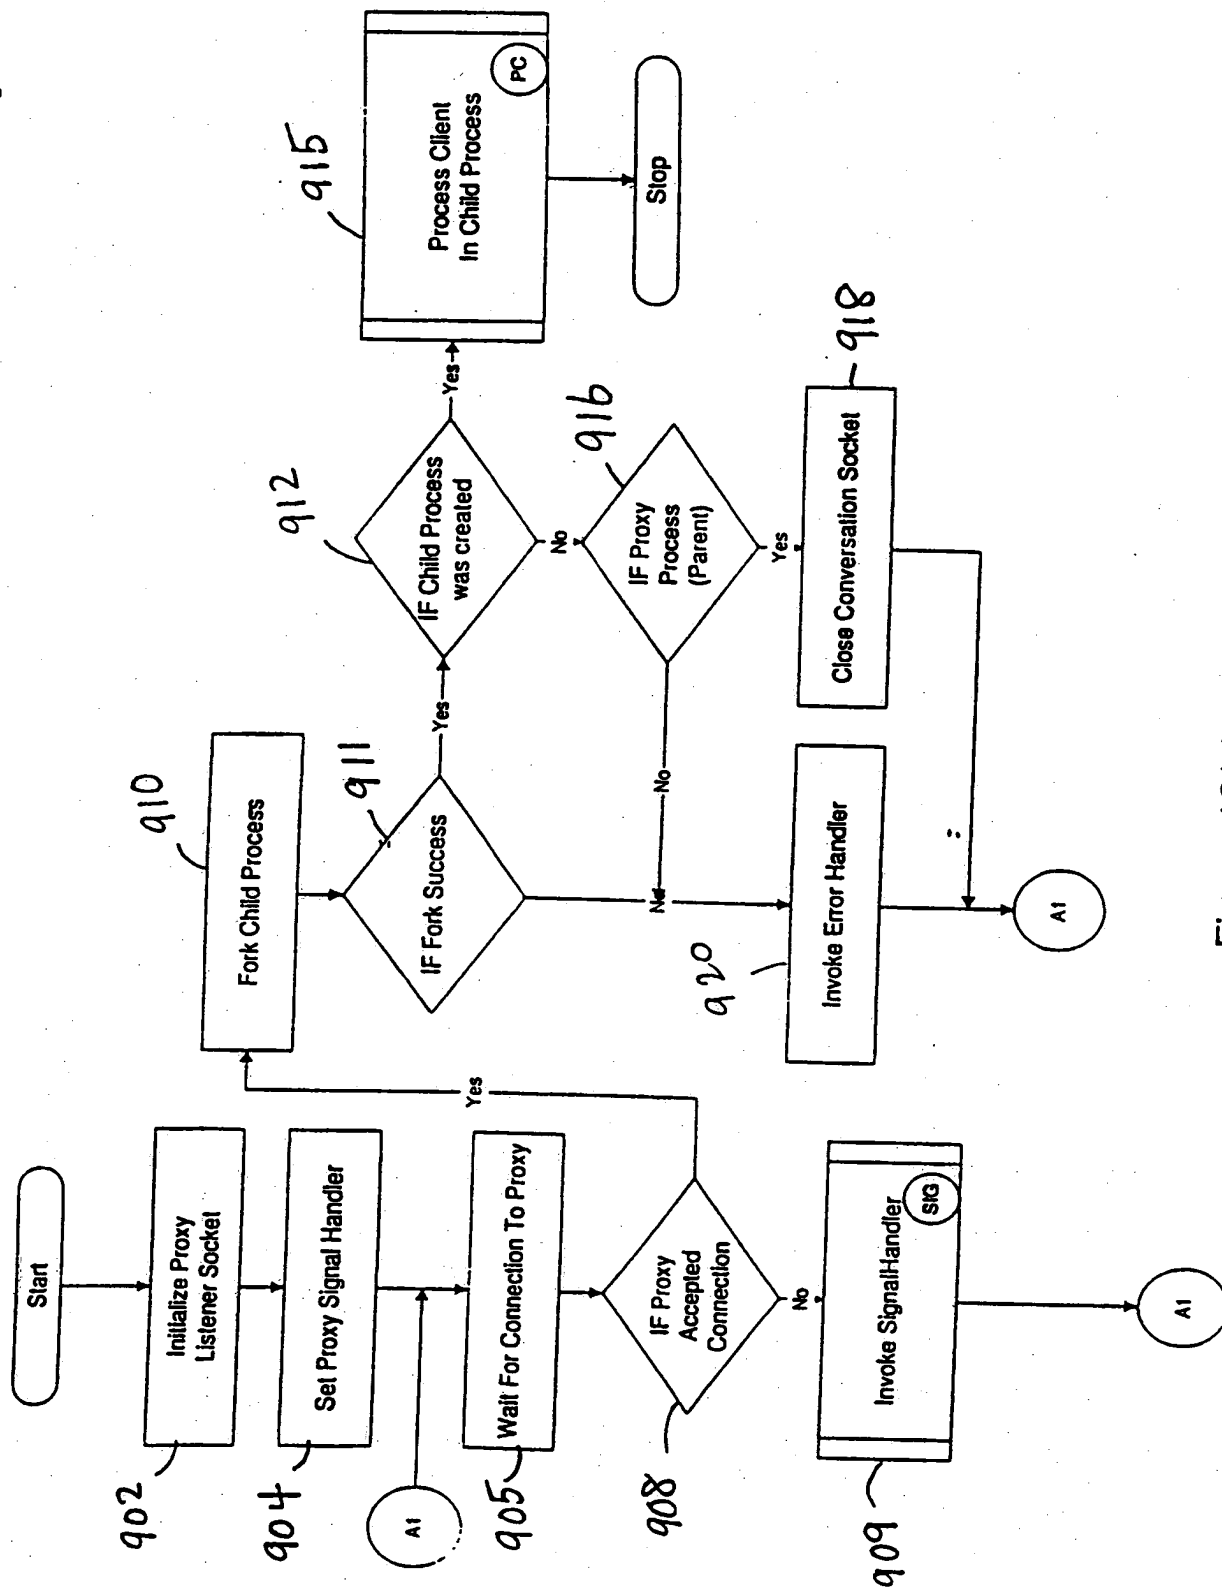 Start
902
Initialize Proxy
Listener Socket
904
Set Proxy Signal Handler
A1
905
Wait For Connection To Proxy
908
IF Proxy
Accepted
Connection
Yes
No
909
Invoke SignalHandler
SIG
A1
910
Fork Child Process
911
IF Fork Success
Yes
No
912
IF Child Process
was created
Yes
No
915
Process Client
In Child Process
PC
Stop
916
IF Proxy
Process
(Parent)
No
Yes
918
Close Conversation Socket
920
Invoke Error Handler
A1